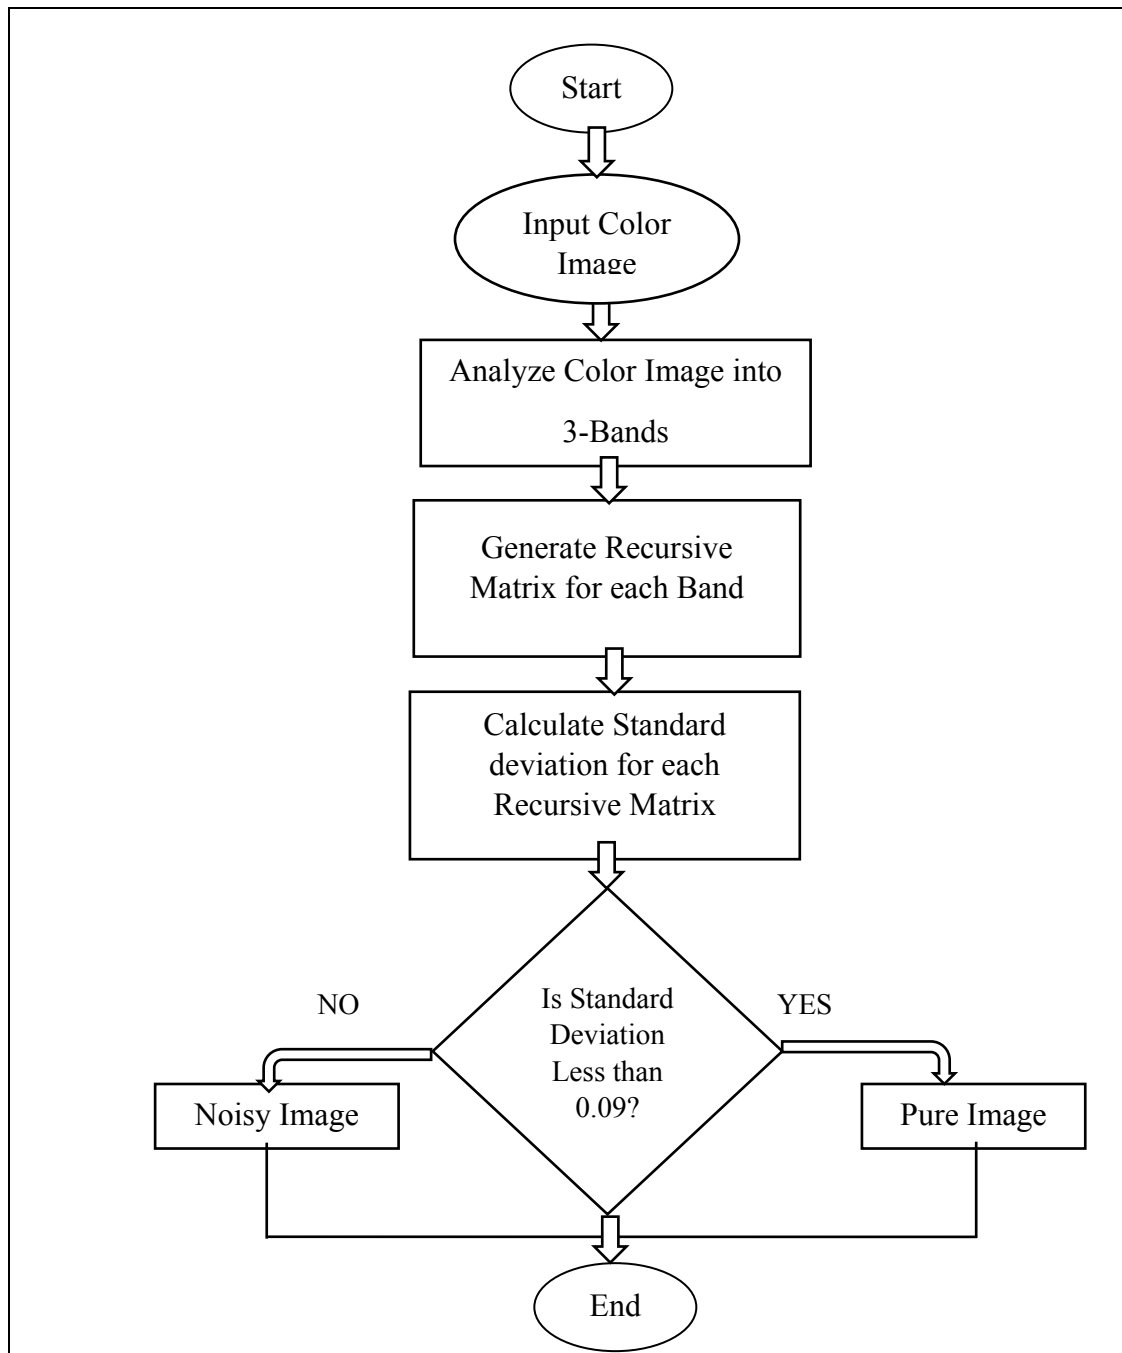 Start
Input Color
Image
Analyze Color Image into
3-Bands
Generate Recursive
Matrix for each Band
Calculate Standard
deviation for each
Recursive Matrix
Is Standard
Deviation
Less than
0.09?
NO
YES
Noisy Image
Pure Image
End